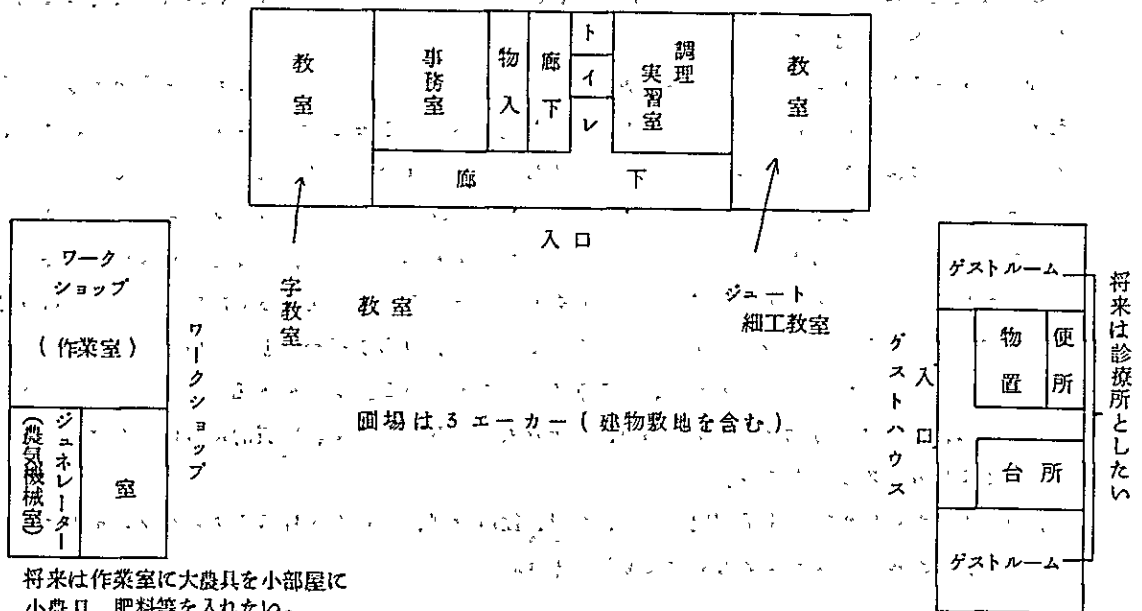 教室
事務室
物入
廊下
トイレ
調理
実習室
教室
廊下
入口
字教室
教室
ジュート
細工教室
ワーク
ショップ
(作業室)
ワークショップ
ジュネレーター
(農気機械室)
室
圃場は3エーカー(建物敷地を含む)
ゲストハウス
入口
ゲストルーム
物置
便所
台所
ゲストルーム
将来は診療所としたい
将来は作業室に大農具を小部屋に
小農具、肥料等を入れたい。